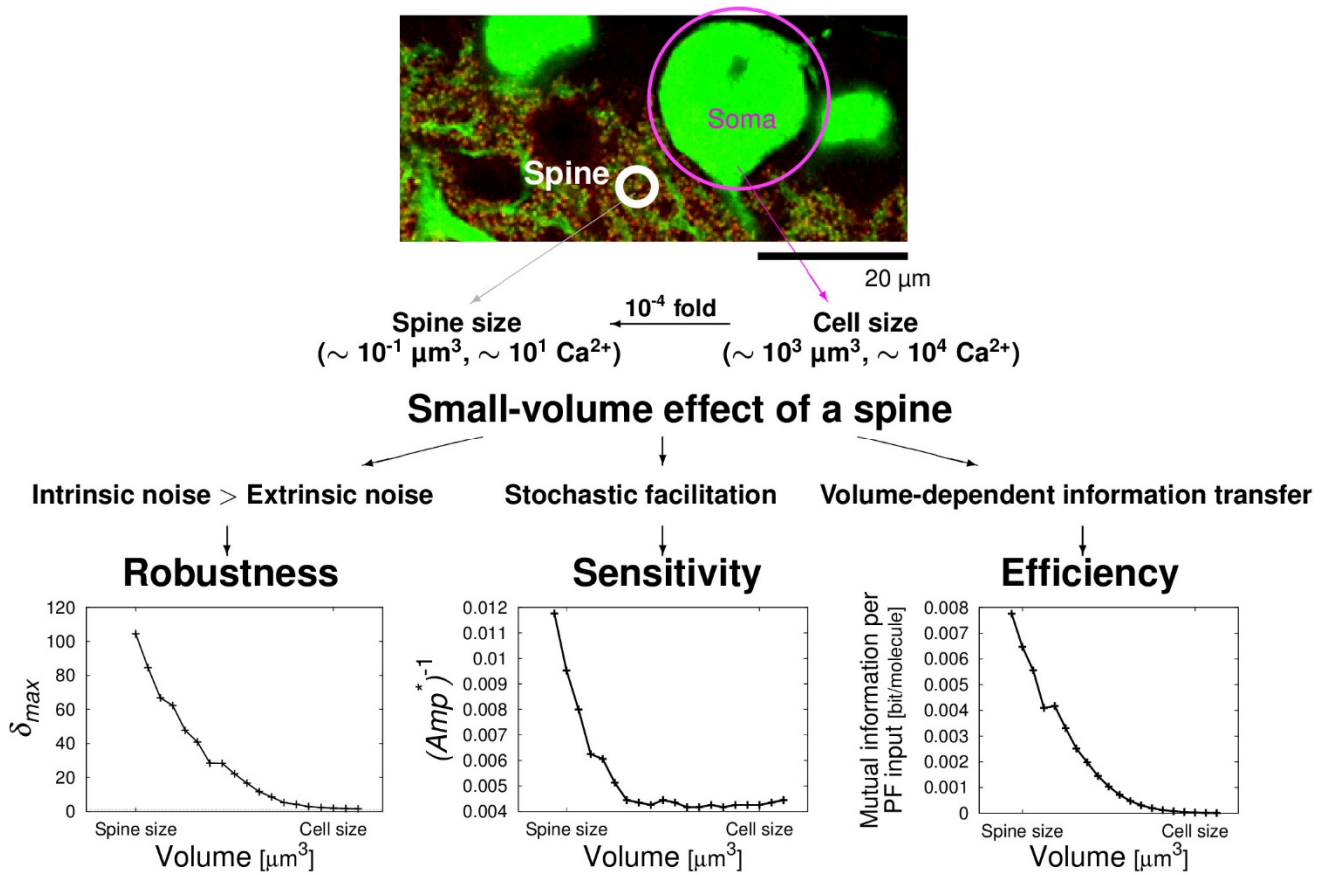 Soma
Spine
20 µm
10⁻⁴ fold
Spine size
(∼ 10⁻¹ µm³, ∼ 10¹ Ca²⁺)
Cell size
(∼ 10³ µm³, ∼ 10⁴ Ca²⁺)
Small-volume effect of a spine
Intrinsic noise > Extrinsic noise
Stochastic facilitation
Volume-dependent information transfer
Robustness
Sensitivity
Efficiency
δmax
120
100
80
60
40
20
0
Spine size
Cell size
Volume [µm³]
(Amp*)⁻¹
0.012
0.011
0.01
0.009
0.008
0.007
0.006
0.005
0.004
Spine size
Cell size
Volume [µm³]
Mutual information per
PF input [bit/molecule]
0.008
0.007
0.006
0.005
0.004
0.003
0.002
0.001
0
Spine size
Cell size
Volume [µm³]